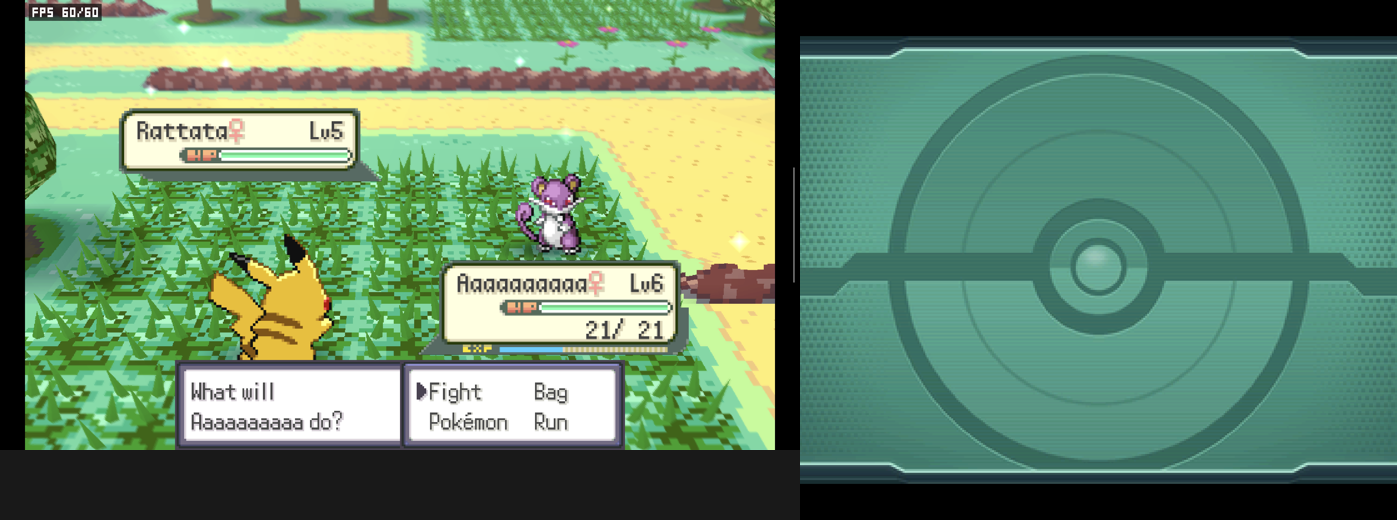 FPS 60/60
Rattata♀ Lv5
HP
Aaaaaaaaaa♀ Lv6
HP
21/ 21
EXP
What will
Aaaaaaaaaa do?
Fight Bag
Pokémon Run